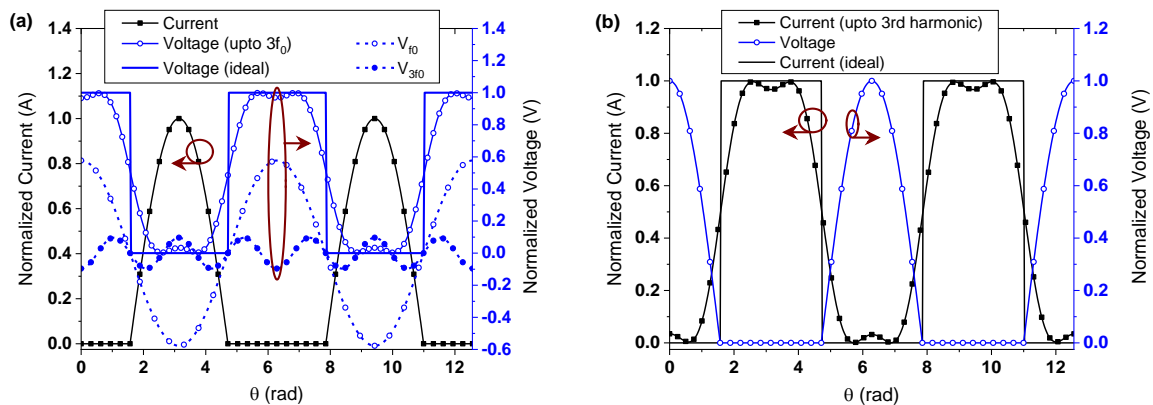 (a)
Current
Voltage (upto 3f0)
Voltage (ideal)
Vf0
V3f0
Normalized Current (A)
1.4
1.2
1.0
0.8
0.6
0.4
0.2
0.0
1.4
1.2
1.0
0.8
0.6
0.4
0.2
0.0
-0.2
-0.4
-0.6
Normalized Voltage (V)
0 2 4 6 8 10 12
θ (rad)
(b)
Current (upto 3rd harmonic)
Voltage
Current (ideal)
Normalized Current (A)
1.2
1.0
0.8
0.6
0.4
0.2
0.0
1.2
1.0
0.8
0.6
0.4
0.2
0.0
Normalized Voltage (V)
0 2 4 6 8 10 12
θ (rad)